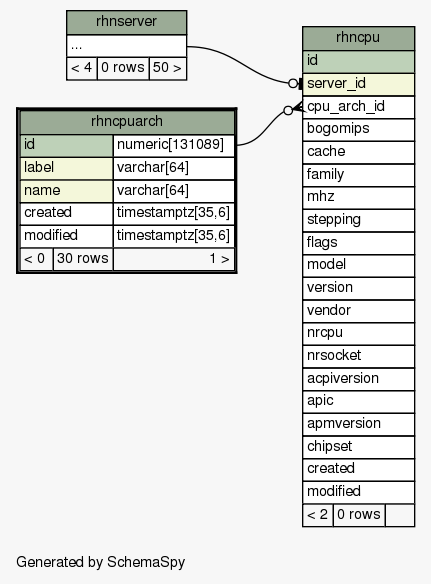 rhnserver
...
< 4 0 rows 50 >
rhncpuarch
id numeric[131089]
label varchar[64]
name varchar[64]
created timestamptz[35,6]
modified timestamptz[35,6]
< 0 30 rows 1 >
rhncpu
id
server_id
cpu_arch_id
bogomips
cache
family
mhz
stepping
flags
model
version
vendor
nrcpu
nrsocket
acpiversion
apic
apmversion
chipset
created
modified
< 2 0 rows
Generated by SchemaSpy